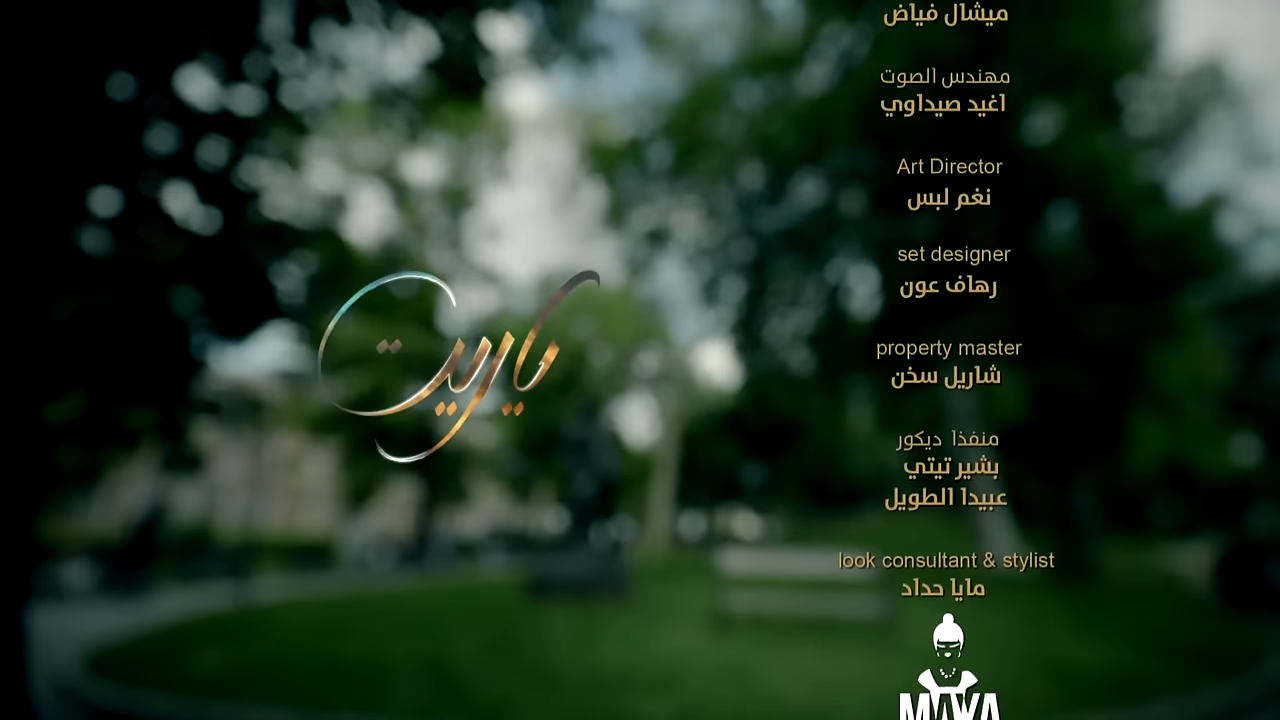 ميشال فياض
مهندس الصوت
اغيد صيداوي
Art Director
نغم لبس
set designer
رهاف عون
ياريت
property master
شاريل سخن
منفذا ديكور
بشير تيتي
عبيدا الطويل
look consultant & stylist
مايا حداد
MAYA